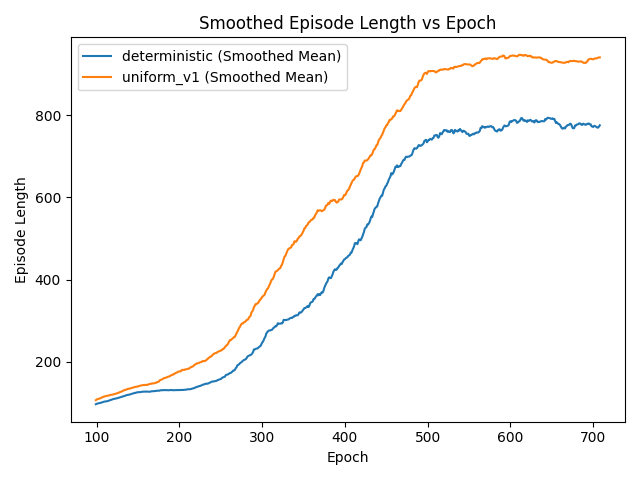 Smoothed Episode Length vs Epoch
deterministic (Smoothed Mean)
uniform_v1 (Smoothed Mean)
Episode Length
800
600
400
200
100 200 300 400 500 600 700
Epoch